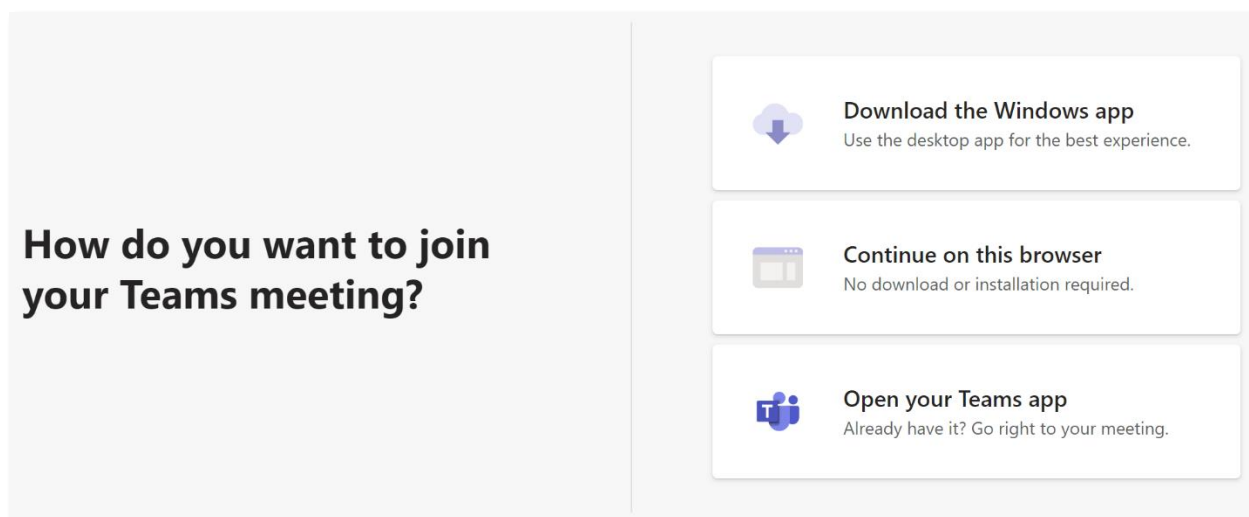 How do you want to join
your Teams meeting?
Download the Windows app
Use the desktop app for the best experience.
Continue on this browser
No download or installation required.
T
Open your Teams app
Already have it? Go right to your meeting.